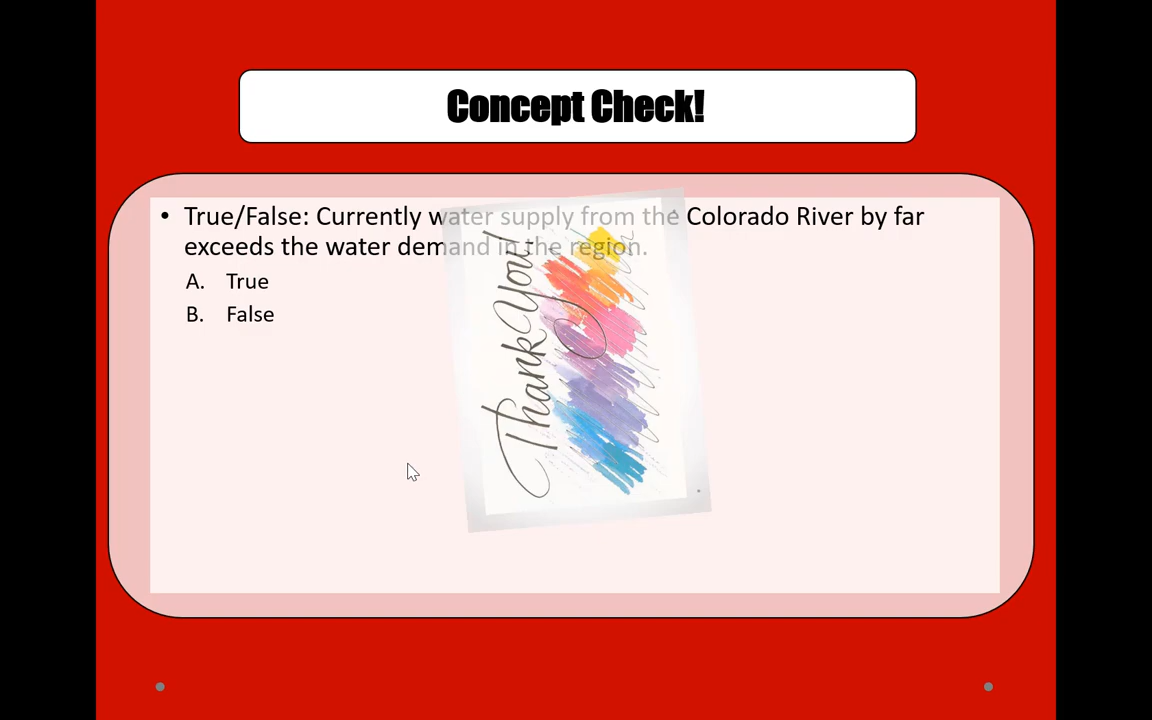 Concept Check!
• True/False: Currently water supply from the Colorado River by far
exceeds the water demand in the region.
A. True
B. False
Thank You!